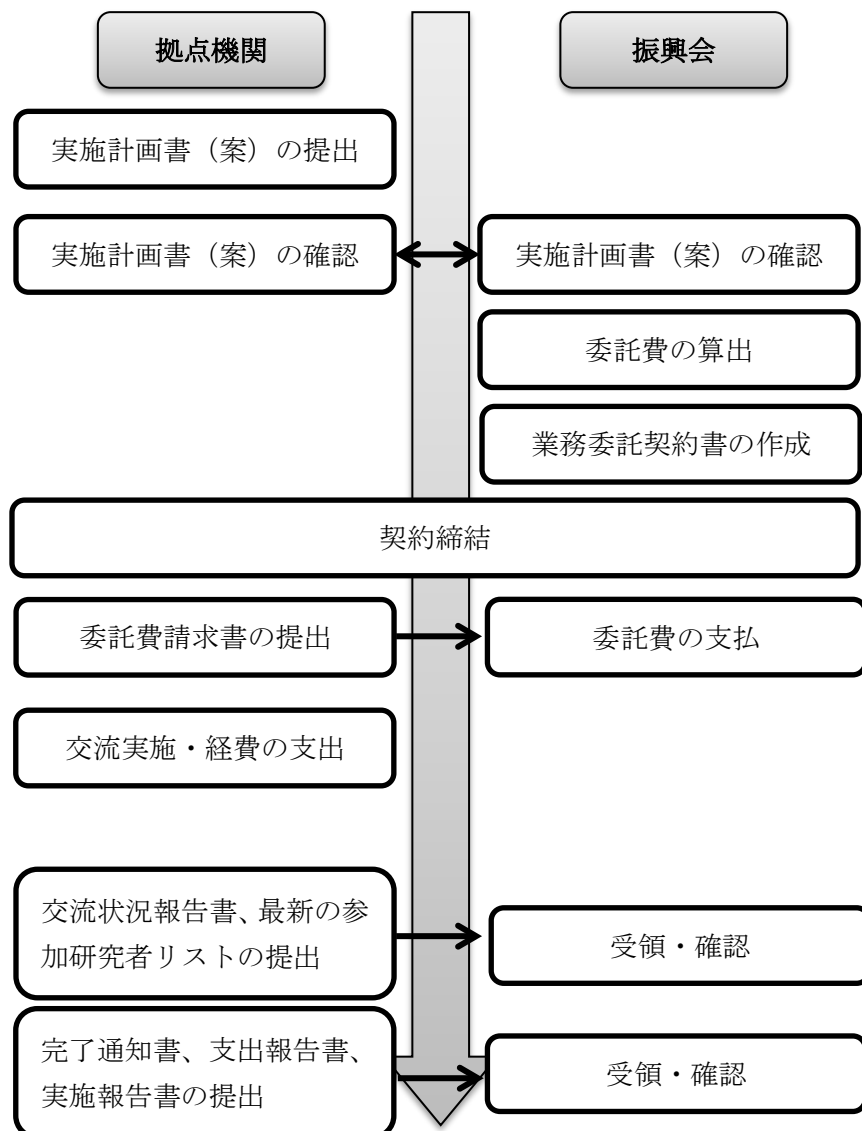 拠点機関
振興会
実施計画書（案）の提出
実施計画書（案）の確認
実施計画書（案）の確認
委託費の算出
業務委託契約書の作成
契約締結
委託費請求書の提出
委託費の支払
交流実施・経費の支出
交流状況報告書、最新の参
加研究者リストの提出
受領・確認
完了通知書、支出報告書、
実施報告書の提出
受領・確認